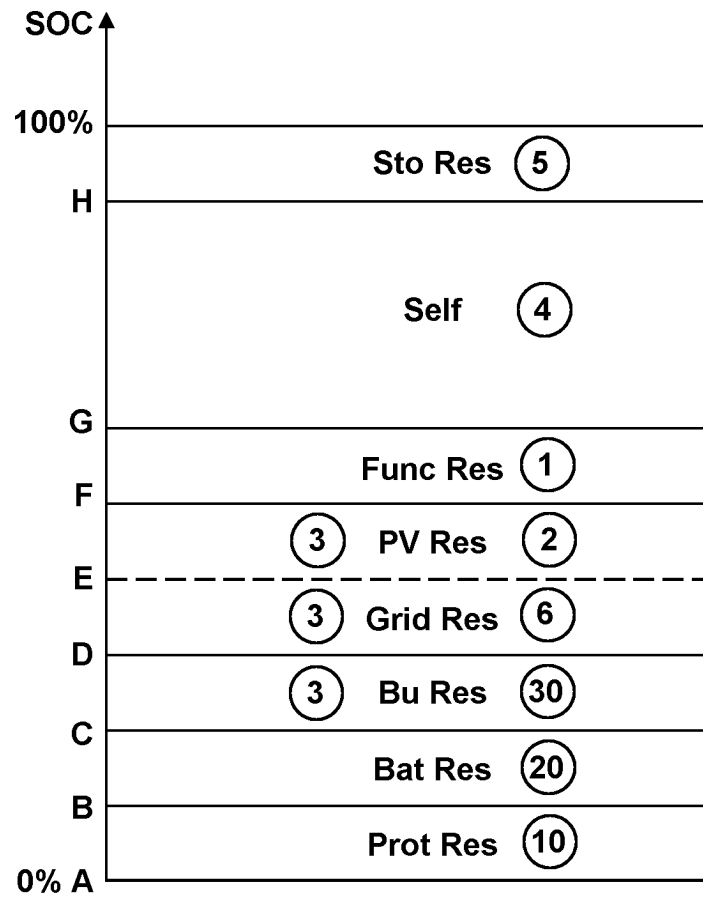 SOC
100%
Sto Res 5
H
Self 4
G
Func Res 1
F
3 PV Res 2
E
3 Grid Res 6
D
3 Bu Res 30
C
Bat Res 20
B
Prot Res 10
0% A